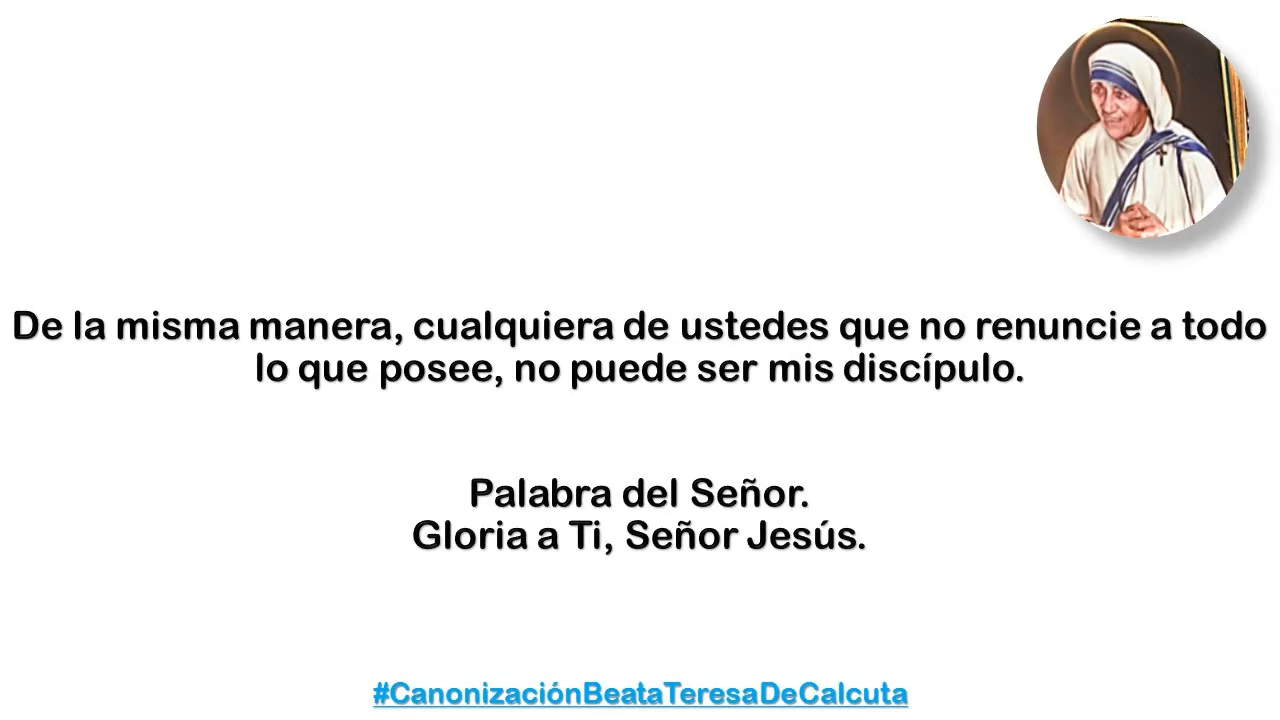 De la misma manera, cualquiera de ustedes que no renuncie a todo
lo que posee, no puede ser mis discípulo.
Palabra del Señor.
Gloria a Ti, Señor Jesús.
#CanonizaciónBeataTeresaDeCalcuta